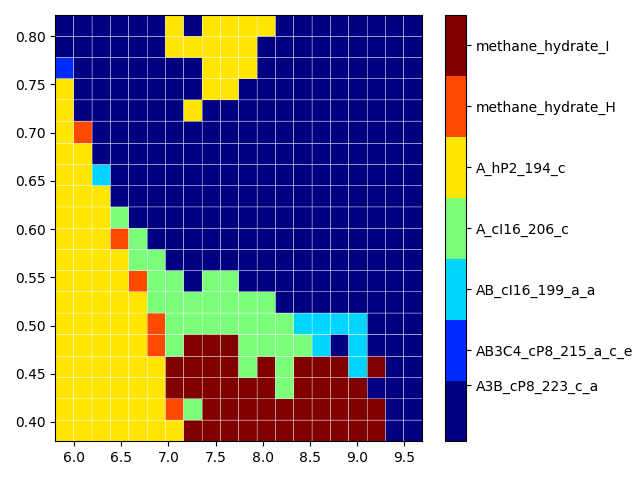 0.80
0.75
0.70
0.65
0.60
0.55
0.50
0.45
0.40
6.0 6.5 7.0 7.5 8.0 8.5 9.0 9.5
methane_hydrate_I
methane_hydrate_H
A_hP2_194_c
A_cI16_206_c
AB_cI16_199_a_a
AB3C4_cP8_215_a_c_e
A3B_cP8_223_c_a